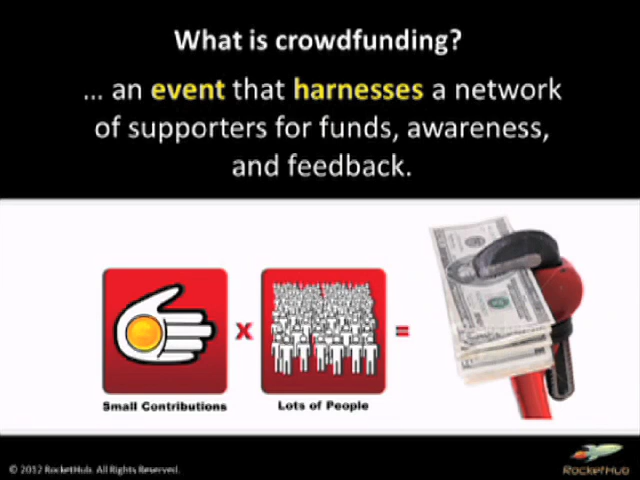 What is crowdfunding?
... an event that harnesses a network
of supporters for funds, awareness,
and feedback.
x
=
Small Contributions
Lots of People
© 2012 RocketHub. All Rights Reserved.
ROCKETHUB